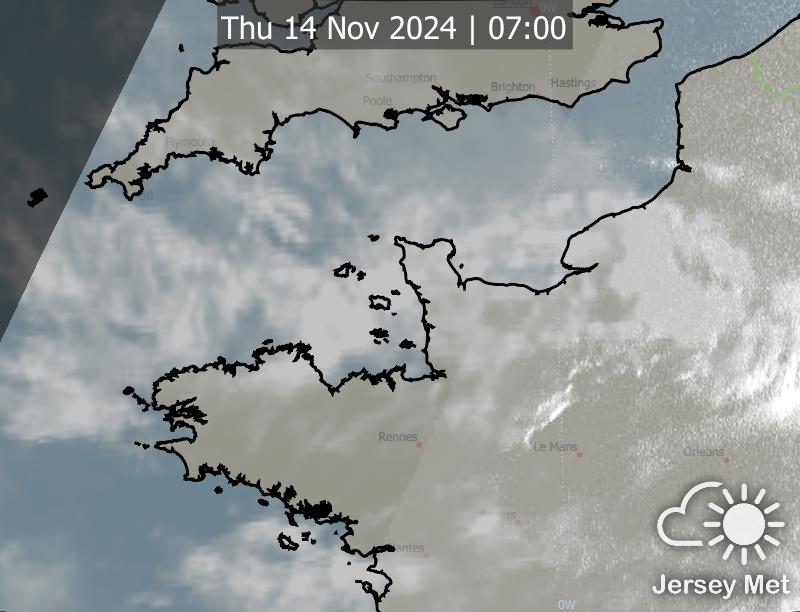 London
0W
Thu 14 Nov 2024 | 07:00
Southampton
Brighton
Hastings
Poole
Plymouth
50
Rennes
Le Mans
Orleans
Nantes
0W
Jersey Met